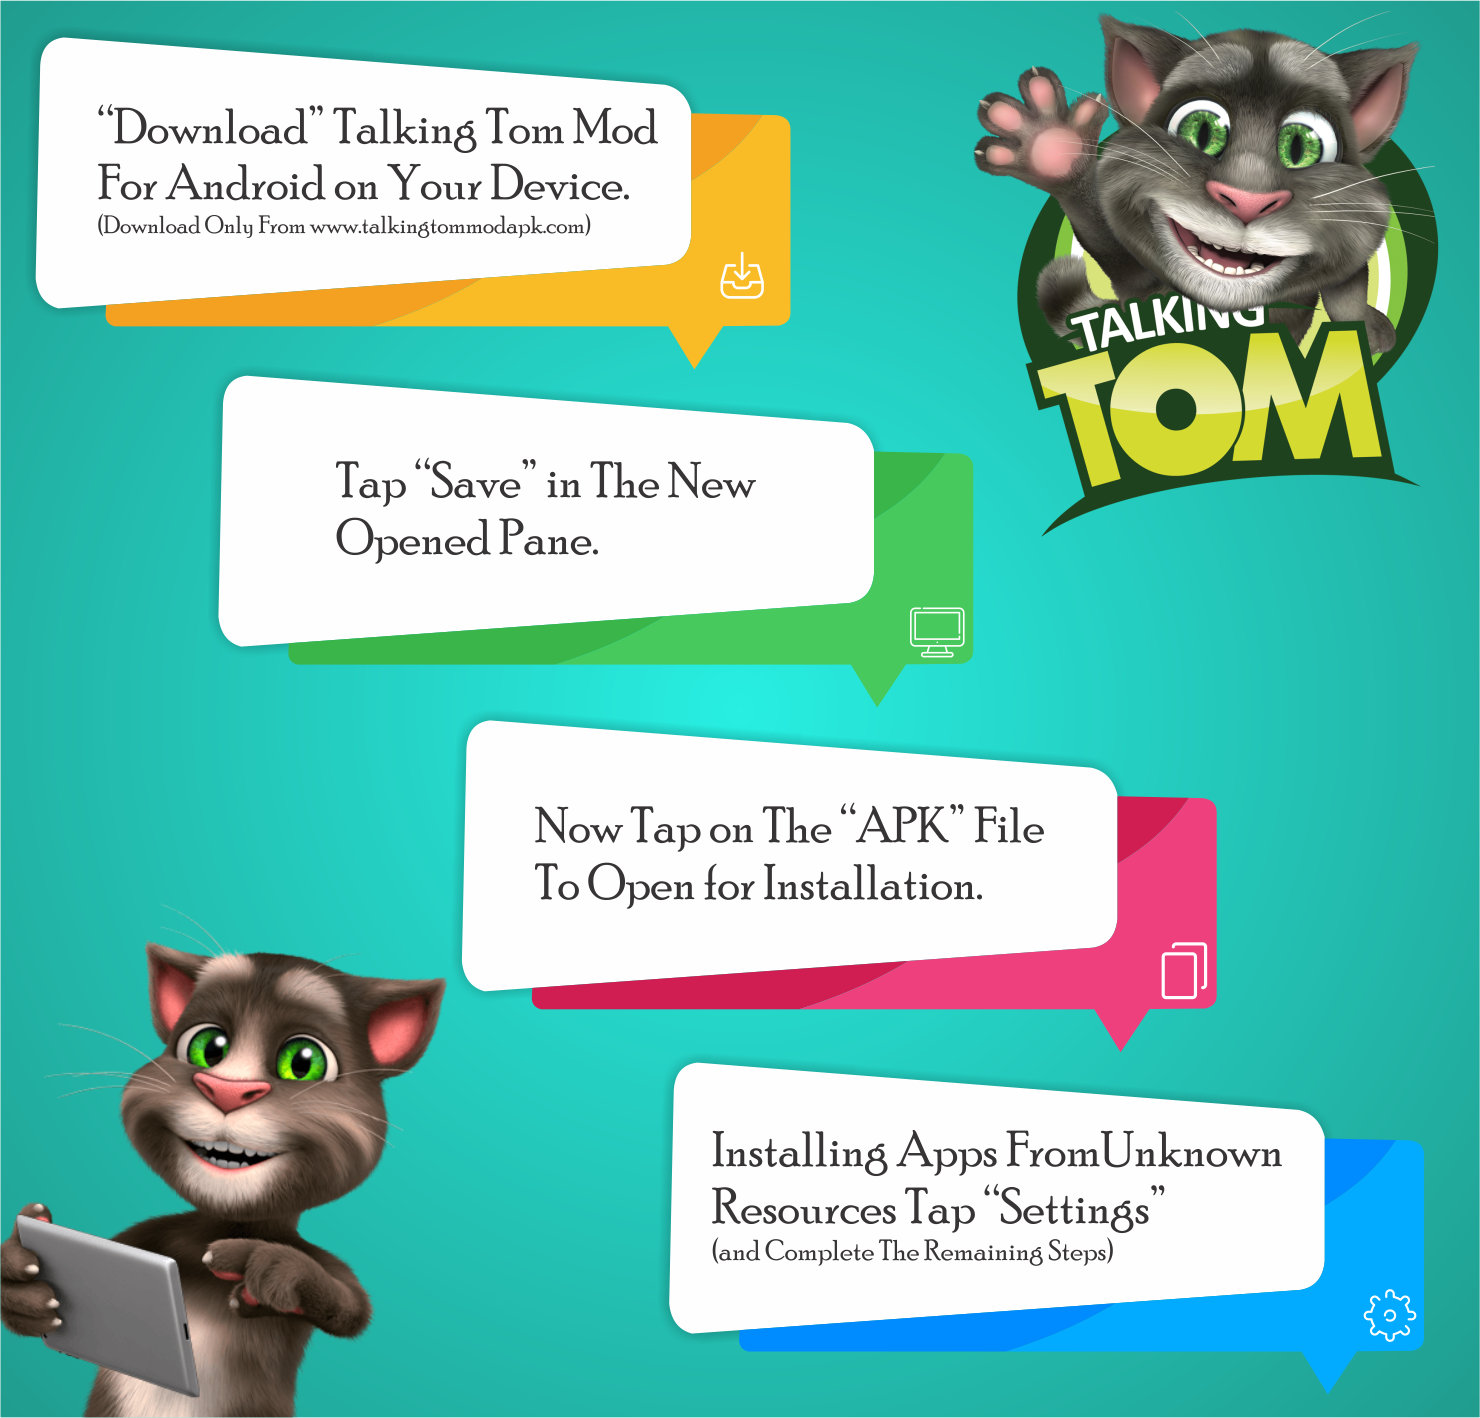 “Download” Talking Tom Mod
For Android on Your Device.
(Download Only From www.talkingtommodapk.com)
TALKING
TOM
Tap “Save” in The New
Opened Pane.
Now Tap on The “APK” File
To Open for Installation.
Installing Apps FromUnknown
Resources Tap “Settings”
(and Complete The Remaining Steps)